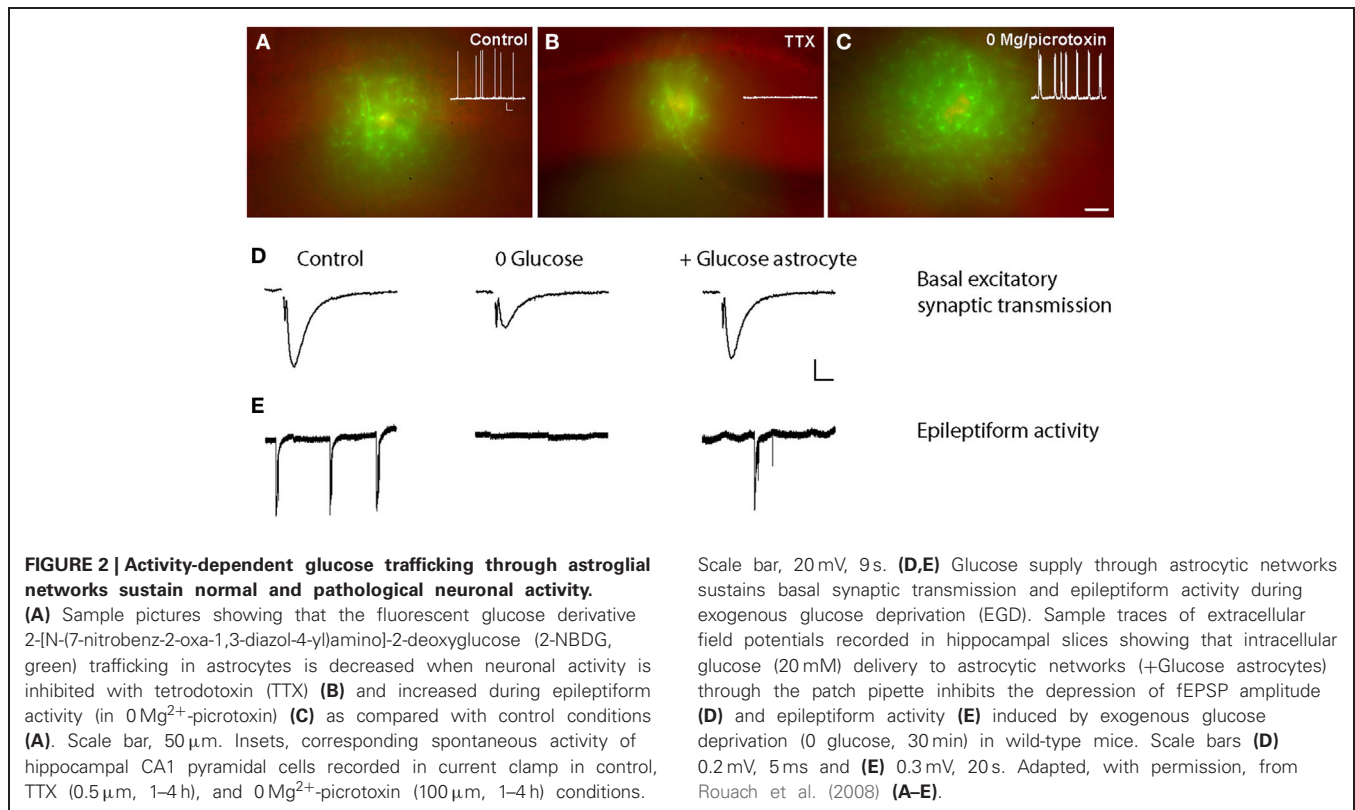 A
Control
B
TTX
C
0 Mg/picrotoxin
D
Control
0 Glucose
+ Glucose astrocyte
Basal excitatory
synaptic transmission
E
Epileptiform activity
FIGURE 2 | Activity-dependent glucose trafficking through astroglial
networks sustain normal and pathological neuronal activity.
(A) Sample pictures showing that the fluorescent glucose derivative
2-[N-(7-nitrobenz-2-oxa-1,3-diazol-4-yl)amino]-2-deoxyglucose (2-NBDG,
green) trafficking in astrocytes is decreased when neuronal activity is
inhibited with tetrodotoxin (TTX) (B) and increased during epileptiform
activity (in 0 Mg2+-picrotoxin) (C) as compared with control conditions
(A). Scale bar, 50 μm. Insets, corresponding spontaneous activity of
hippocampal CA1 pyramidal cells recorded in current clamp in control,
TTX (0.5 μm, 1–4 h), and 0 Mg2+-picrotoxin (100 μm, 1–4 h) conditions.
Scale bar, 20 mV, 9 s. (D,E) Glucose supply through astrocytic networks
sustains basal synaptic transmission and epileptiform activity during
exogenous glucose deprivation (EGD). Sample traces of extracellular
field potentials recorded in hippocampal slices showing that intracellular
glucose (20 mM) delivery to astrocytic networks (+Glucose astrocytes)
through the patch pipette inhibits the depression of fEPSP amplitude
(D) and epileptiform activity (E) induced by exogenous glucose
deprivation (0 glucose, 30 min) in wild-type mice. Scale bars (D)
0.2 mV, 5 ms and (E) 0.3 mV, 20 s. Adapted, with permission, from
Rouach et al. (2008) (A–E).